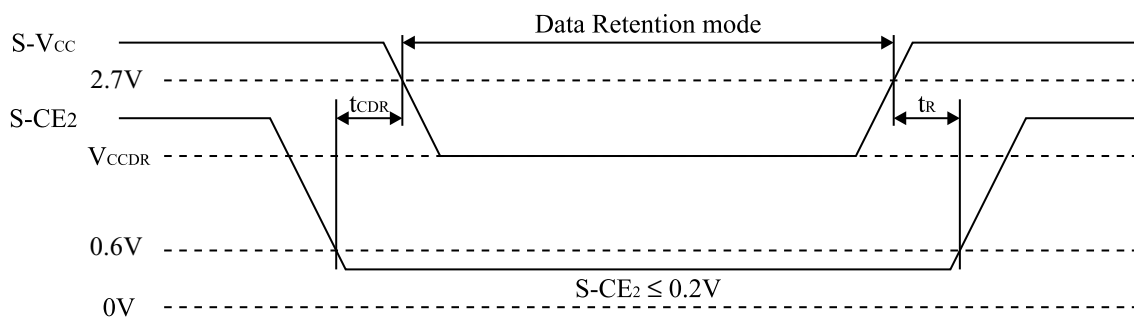 Data Retention mode
S-VCC
2.7V
tCDR
tR
S-CE2
VCCDR
0.6V
S-CE2 ≤ 0.2V
0V